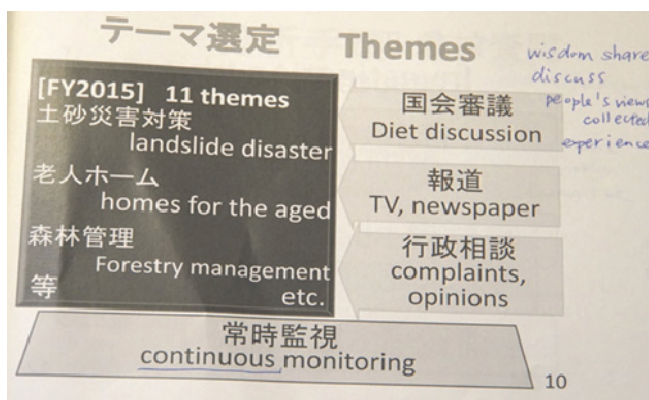 テーマ選定 Themes
[FY2015] 11 themes
土砂災害対策
landslide disaster
老人ホーム
homes for the aged
森林管理
Forestry management
等 etc.
国会審議
Diet discussion
報道
TV, newspaper
行政相談
complaints,
opinions
常時監視
continuous monitoring
wisdom share
discuss
people's views
collected
experience
10